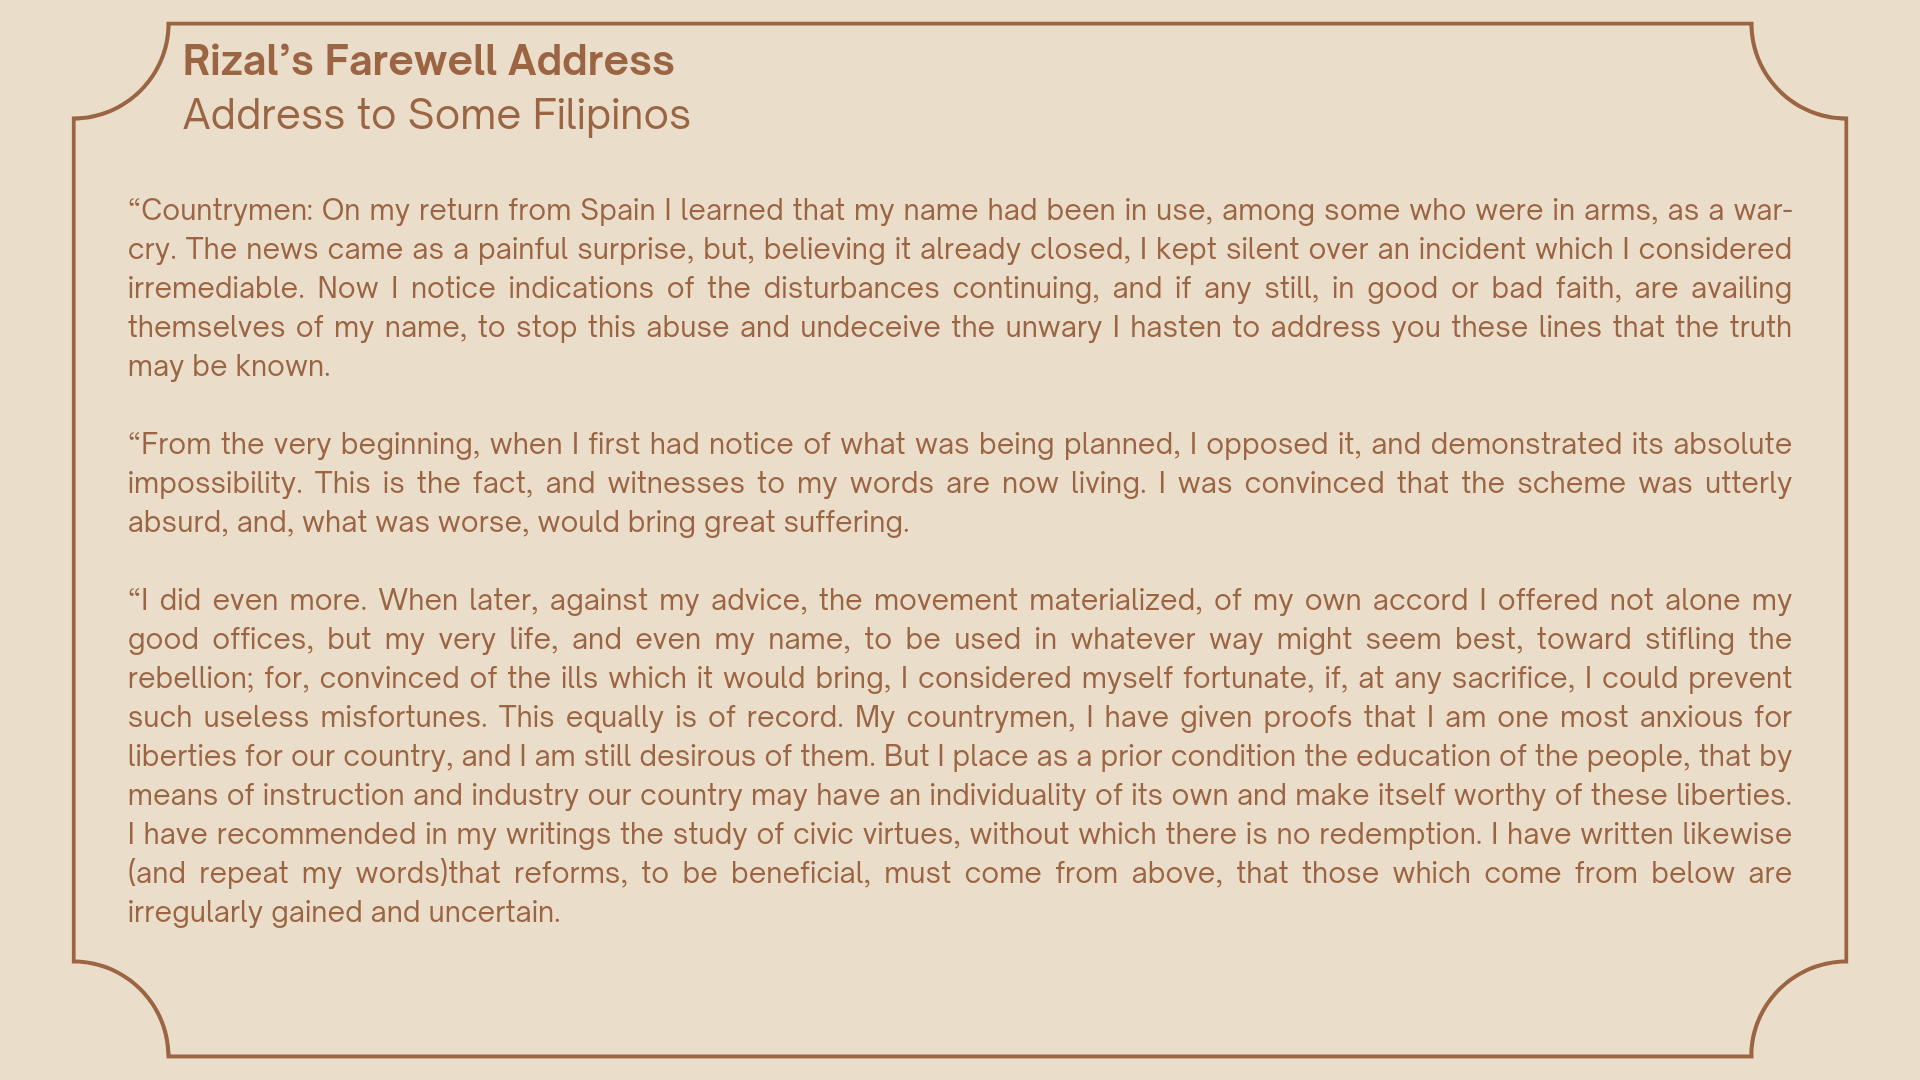 Rizal’s Farewell Address
Address to Some Filipinos
“Countrymen: On my return from Spain I learned that my name had been in use, among some who were in arms, as a war-
cry. The news came as a painful surprise, but, believing it already closed, I kept silent over an incident which I considered
irremediable. Now I notice indications of the disturbances continuing, and if any still, in good or bad faith, are availing
themselves of my name, to stop this abuse and undeceive the unwary I hasten to address you these lines that the truth
may be known.
“From the very beginning, when I first had notice of what was being planned, I opposed it, and demonstrated its absolute
impossibility. This is the fact, and witnesses to my words are now living. I was convinced that the scheme was utterly
absurd, and, what was worse, would bring great suffering.
“I did even more. When later, against my advice, the movement materialized, of my own accord I offered not alone my
good offices, but my very life, and even my name, to be used in whatever way might seem best, toward stifling the
rebellion; for, convinced of the ills which it would bring, I considered myself fortunate, if, at any sacrifice, I could prevent
such useless misfortunes. This equally is of record. My countrymen, I have given proofs that I am one most anxious for
liberties for our country, and I am still desirous of them. But I place as a prior condition the education of the people, that by
means of instruction and industry our country may have an individuality of its own and make itself worthy of these liberties.
I have recommended in my writings the study of civic virtues, without which there is no redemption. I have written likewise
(and repeat my words)that reforms, to be beneficial, must come from above, that those which come from below are
irregularly gained and uncertain.